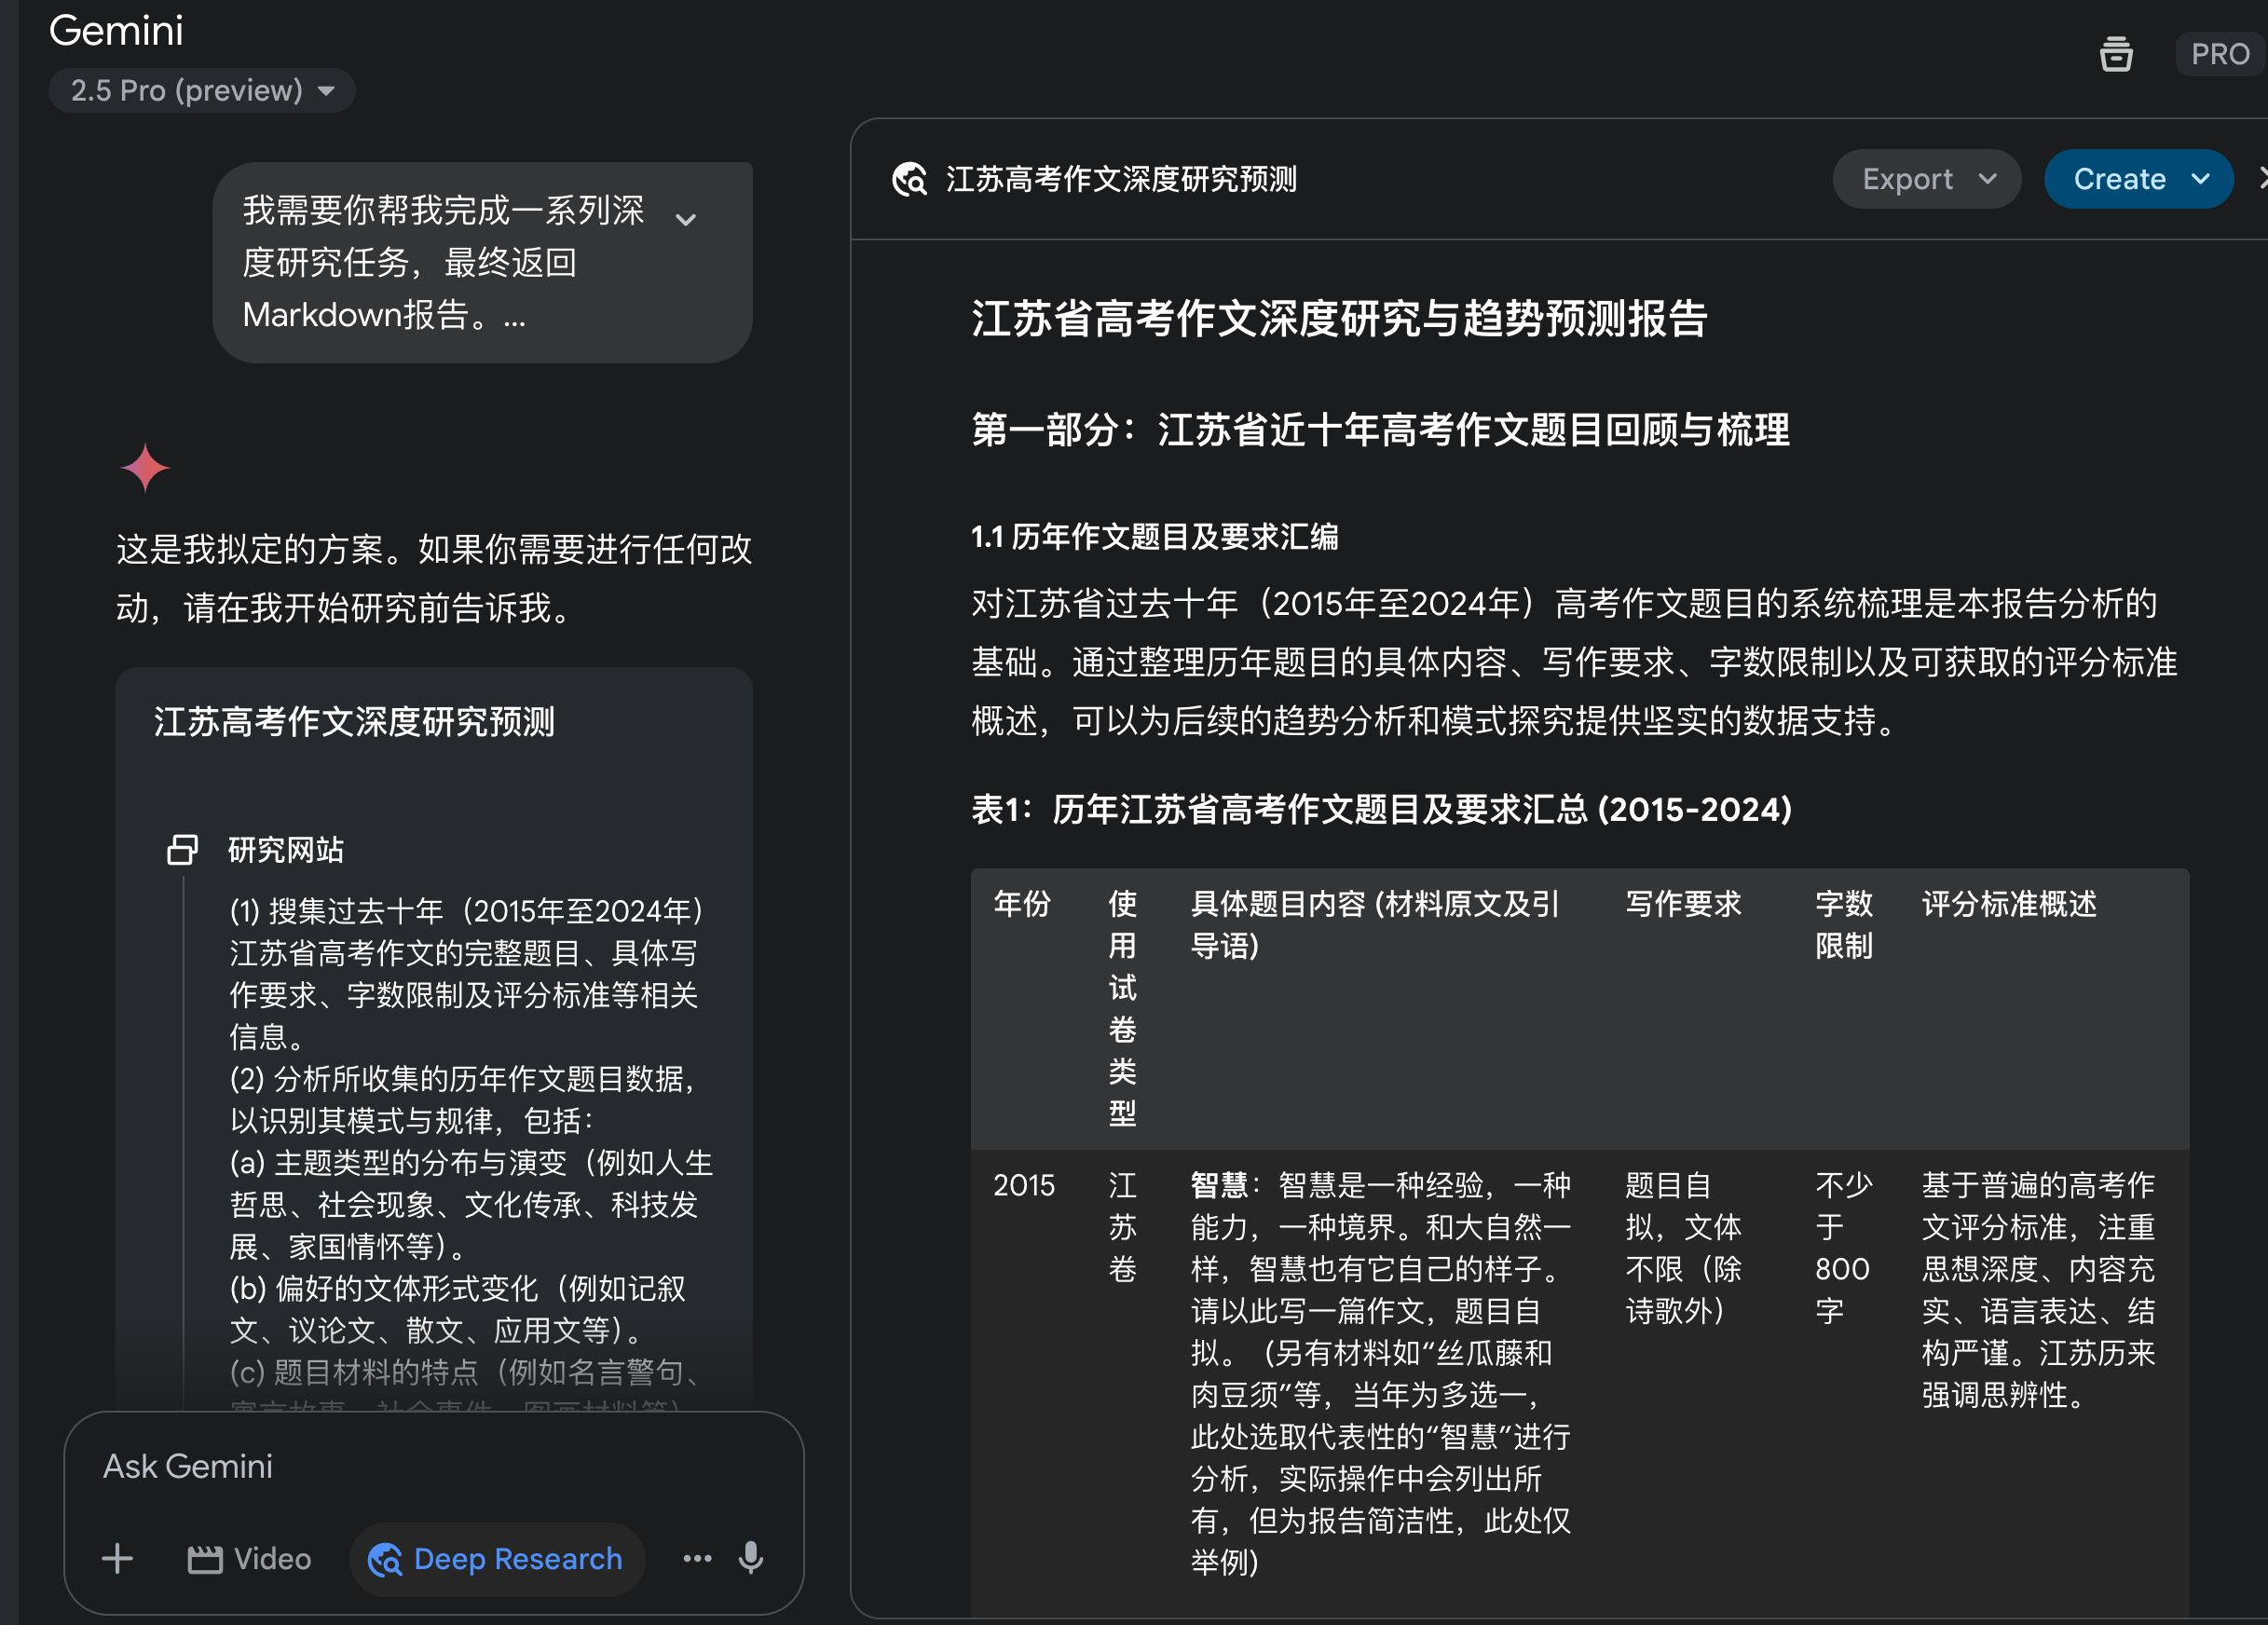 Gemini
2.5 Pro (preview)
PRO
我需要你帮我完成一系列深
度研究任务，最终返回
Markdown报告。...
这是我拟定的方案。如果你需要进行任何改
动，请在我开始研究前告诉我。
江苏高考作文深度研究预测
研究网站
(1) 搜集过去十年（2015年至2024年）
江苏省高考作文的完整题目、具体写
作要求、字数限制及评分标准等相关
信息。
(2) 分析所收集的历年作文题目数据，
以识别其模式与规律，包括：
(a) 主题类型的分布与演变（例如人生
哲思、社会现象、文化传承、科技发
展、家国情怀等）。
(b) 偏好的文体形式变化（例如记叙
文、议论文、散文、应用文等）。
(c) 题目材料的特点（例如名言警句、
Ask Gemini
Video
Deep Research
江苏高考作文深度研究预测
Export
Create
江苏省高考作文深度研究与趋势预测报告
第一部分：江苏省近十年高考作文题目回顾与梳理
1.1 历年作文题目及要求汇编
对江苏省过去十年（2015年至2024年）高考作文题目的系统梳理是本报告分析的
基础。通过整理历年题目的具体内容、写作要求、字数限制以及可获取的评分标准
概述，可以为后续的趋势分析和模式探究提供坚实的数据支持。
表1：历年江苏省高考作文题目及要求汇总 (2015-2024)
年份
使
用
试
卷
类
型
具体题目内容 (材料原文及引
导语)
写作要求
字数
限制
评分标准概述
2015
江
苏
卷
智慧：智慧是一种经验，一种
能力，一种境界。和大自然一
样，智慧也有它自己的样子。
请以此写一篇作文，题目自
拟。（另有材料如“丝瓜藤和
肉豆须”等，当年为多选一，
此处选取代表性的“智慧”进行
分析，实际操作中会列出所
有，但为报告简洁性，此处仅
举例)
题目自
拟，文体
不限（除
诗歌外）
不少
于
800
字
基于普遍的高考作
文评分标准，注重
思想深度、内容充
实、语言表达、结
构严谨。江苏历来
强调思辨性。